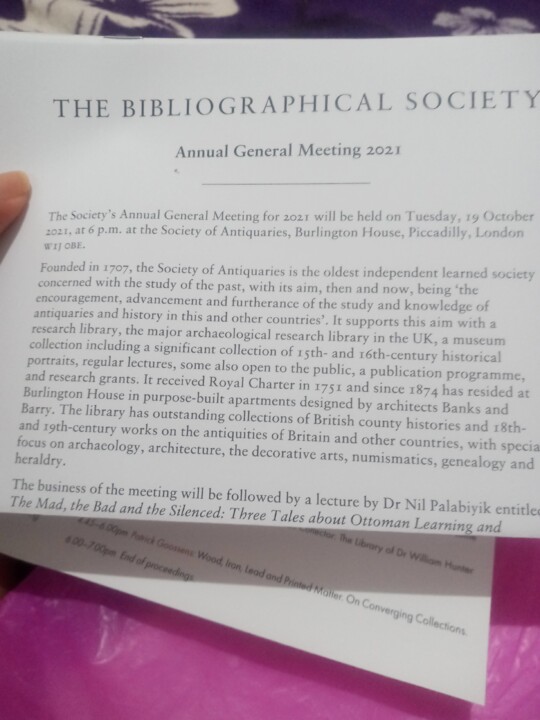 THE BIBLIOGRAPHICAL SOCIETY
Annual General Meeting 2021
The Society's Annual General Meeting for 2021 will be held on Tuesday, 19 October
2021, at 6 p.m. at the Society of Antiquaries, Burlington House, Piccadilly, London
W1J 0BE.
Founded in 1707, the Society of Antiquaries is the oldest independent learned society
concerned with the study of the past, with its aim, then and now, being 'the
encouragement, advancement and furtherance of the study and knowledge of
antiquaries and history in this and other countries'. It supports this aim with a
research library, the major archaeological research library in the UK, a museum
collection including a significant collection of 15th- and 16th-century historical
portraits, regular lectures, some also open to the public, a publication programme,
and research grants. It received Royal Charter in 1751 and since 1874 has resided at
Burlington House in purpose-built apartments designed by architects Banks and
Barry. The library has outstanding collections of British county histories and 18th-
and 19th-century works on the antiquities of Britain and other countries, with specia
focus on archaeology, architecture, the decorative arts, numismatics, genealogy and
heraldry.
The business of the meeting will be followed by a lecture by Dr Nil Palabiyik entitled
The Mad, the Bad and the Silenced: Three Tales about Ottoman Learning and
The Library of Dr William Hunter
Wood, Iron, Lead and Printed Matter. On Converging Collections.
6:00–7:00pm End of proceedings